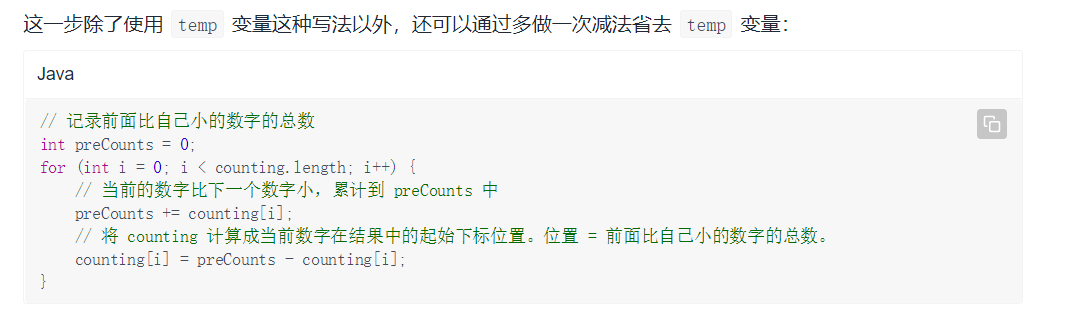 这一步除了使用 temp 变量这种写法以外，还可以通过多做一次减法省去 temp 变量：
Java
// 记录前面比自己小的数字的总数
int preCounts = 0;
for (int i = 0; i < counting.length; i++) {
    // 当前的数字比下一个数字小，累计到 preCounts 中
    preCounts += counting[i];
    // 将 counting 计算成当前数字在结果中的起始下标位置。位置 = 前面比自己小的数字的总数。
    counting[i] = preCounts - counting[i];
}